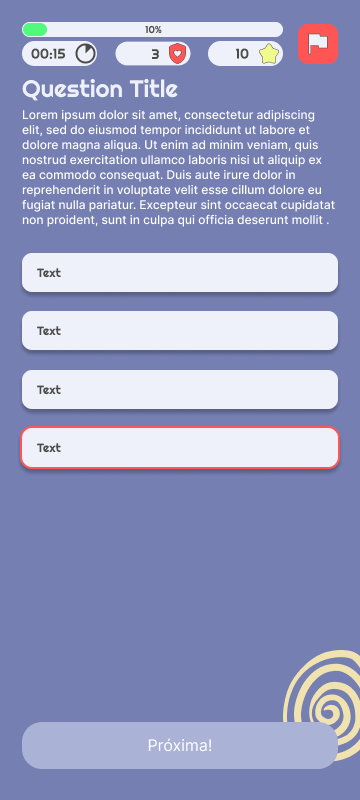 10%
00:15
3
10
Question Title
Lorem ipsum dolor sit amet, consectetur adipiscing
elit, sed do eiusmod tempor incididunt ut labore et
dolore magna aliqua. Ut enim ad minim veniam, quis
nostrud exercitation ullamco laboris nisi ut aliquip ex
ea commodo consequat. Duis aute irure dolor in
reprehenderit in voluptate velit esse cillum dolore eu
fugiat nulla pariatur. Excepteur sint occaecat cupidatat
non proident, sunt in culpa qui officia deserunt mollit .
Text
Text
Text
Text
Próxima!